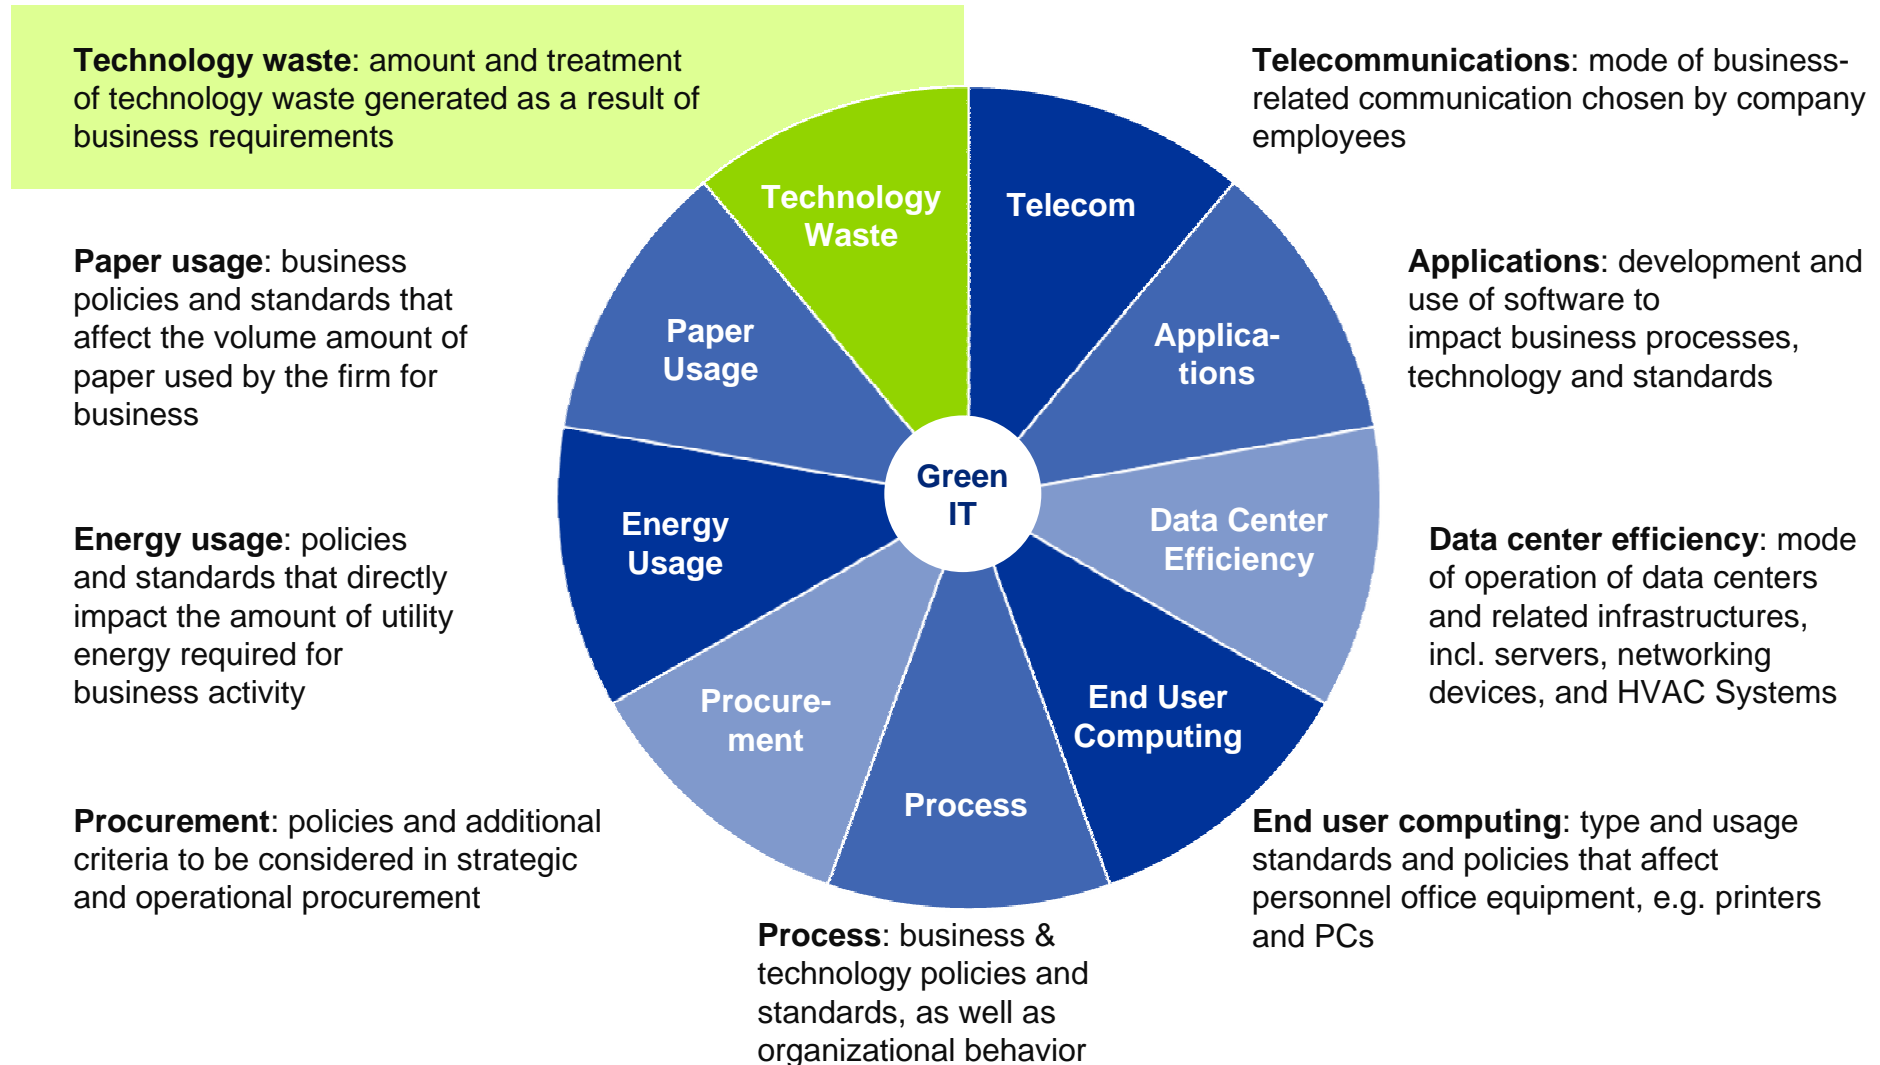 Technology waste: amount and treatment
of technology waste generated as a result of
business requirements
Telecommunications: mode of business-
related communication chosen by company
employees
Technology
Waste
Telecom
Paper usage: business
policies and standards that
affect the volume amount of
paper used by the firm for
business
Paper
Usage
Applica-
tions
Applications: development and
use of software to
impact business processes,
technology and standards
Green
IT
Energy
Usage
Data Center
Efficiency
Energy usage: policies
and standards that directly
impact the amount of utility
energy required for
business activity
Data center efficiency: mode
of operation of data centers
and related infrastructures,
incl. servers, networking
devices, and HVAC Systems
Procure-
ment
End User
Computing
Process
Procurement: policies and additional
criteria to be considered in strategic
and operational procurement
End user computing: type and usage
standards and policies that affect
personnel office equipment, e.g. printers
and PCs
Process: business &
technology policies and
standards, as well as
organizational behavior